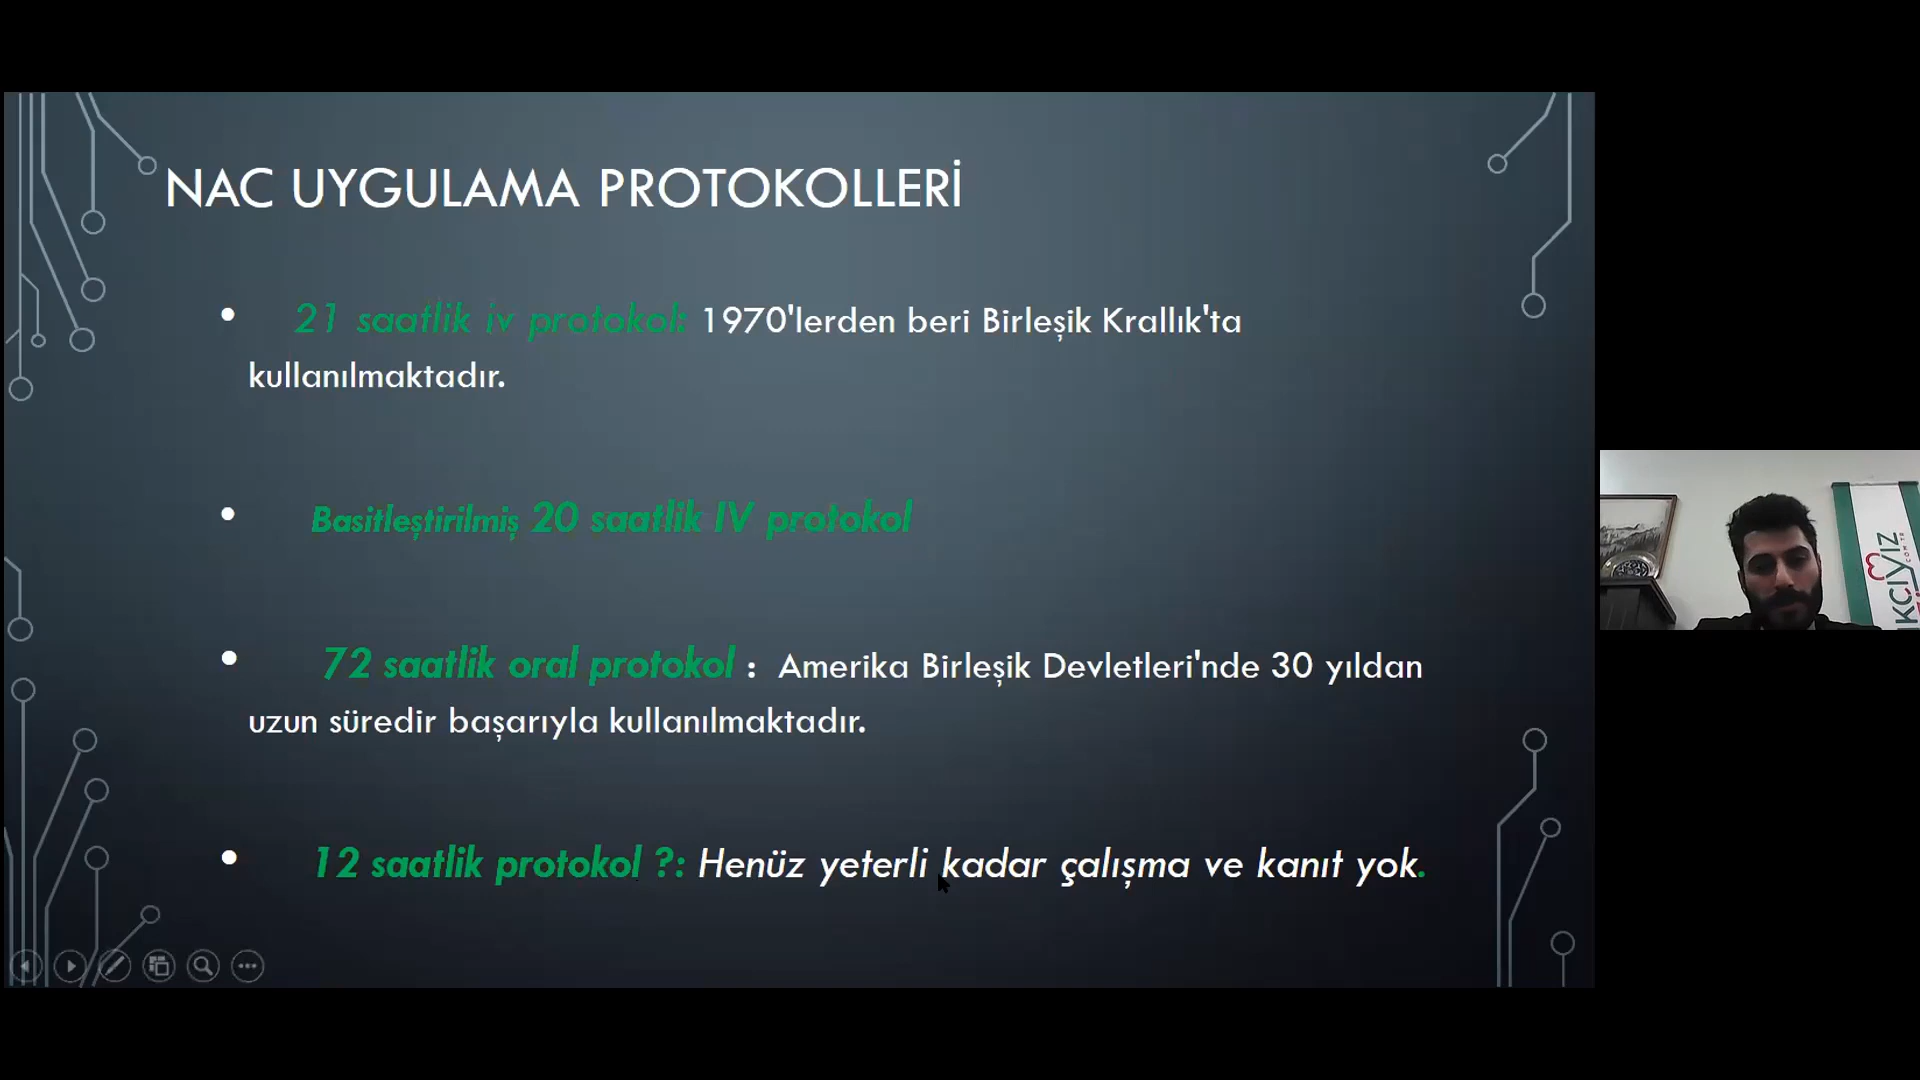 NAC UYGULAMA PROTOKOLLERİ
• 21 saatlik iv protokol: 1970'lerden beri Birleşik Krallık'ta
kullanılmaktadır.
• Basitleştirilmiş 20 saatlik IV protokol
• 72 saatlik oral protokol : Amerika Birleşik Devletleri'nde 30 yıldan
uzun süredir başarıyla kullanılmaktadır.
• 12 saatlik protokol ?: Henüz yeterli kadar çalışma ve kanıt yok.